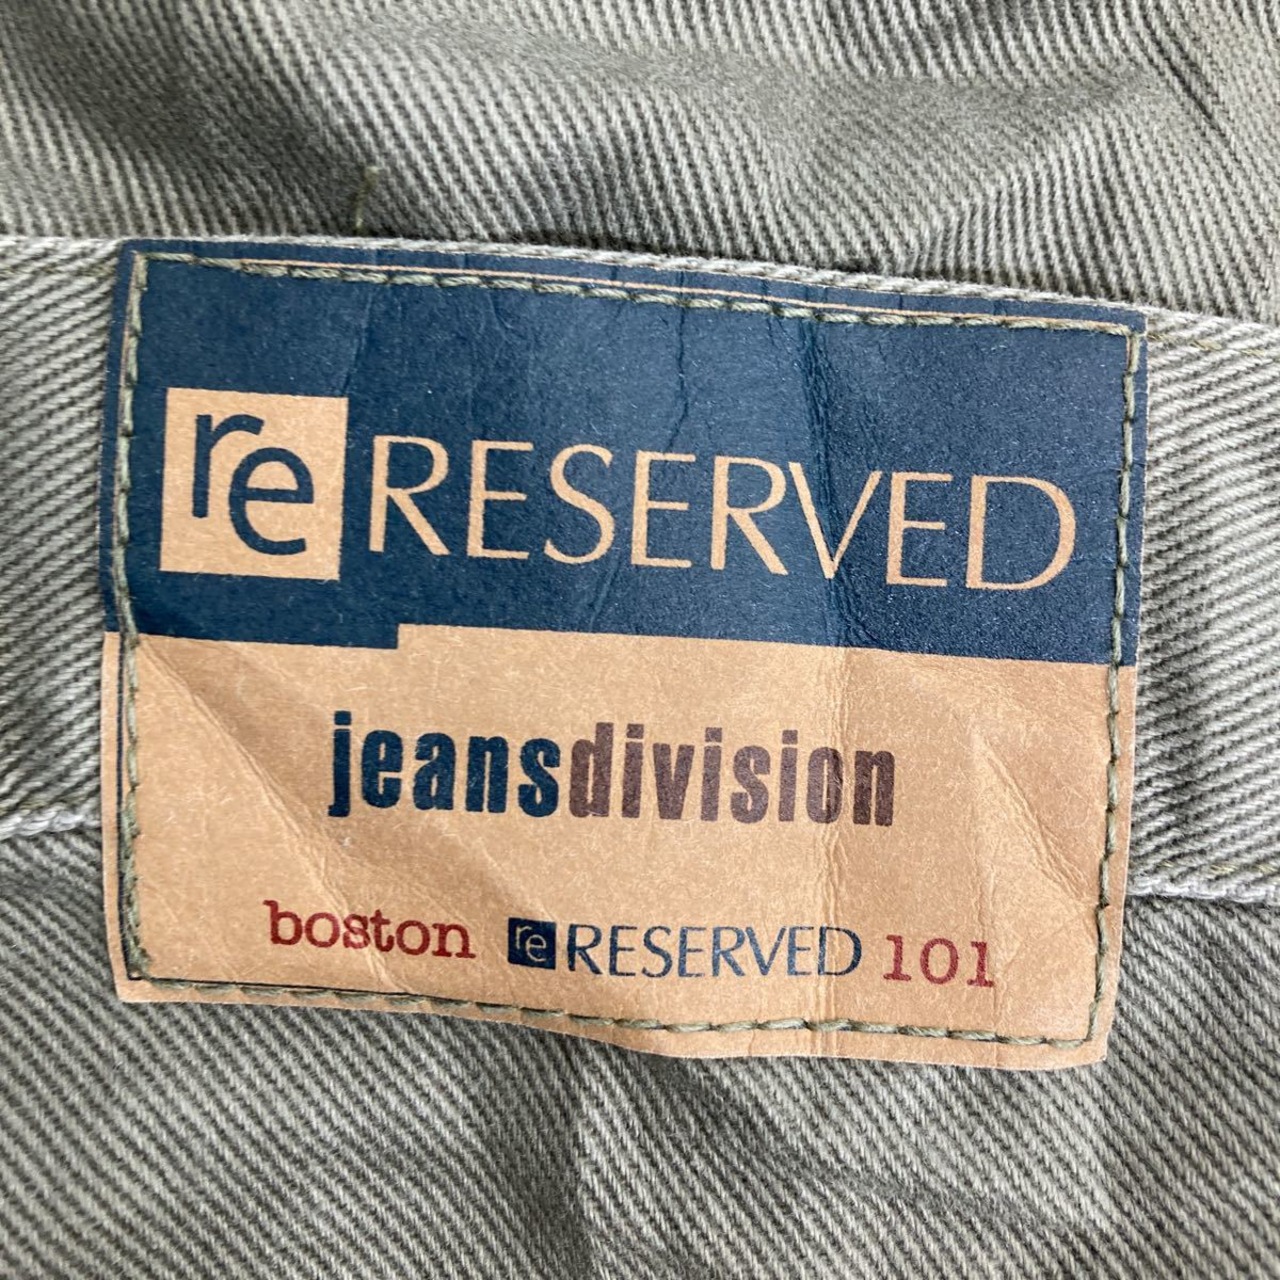 re RESERVED
jeansdivision
boston re RESERVED 101